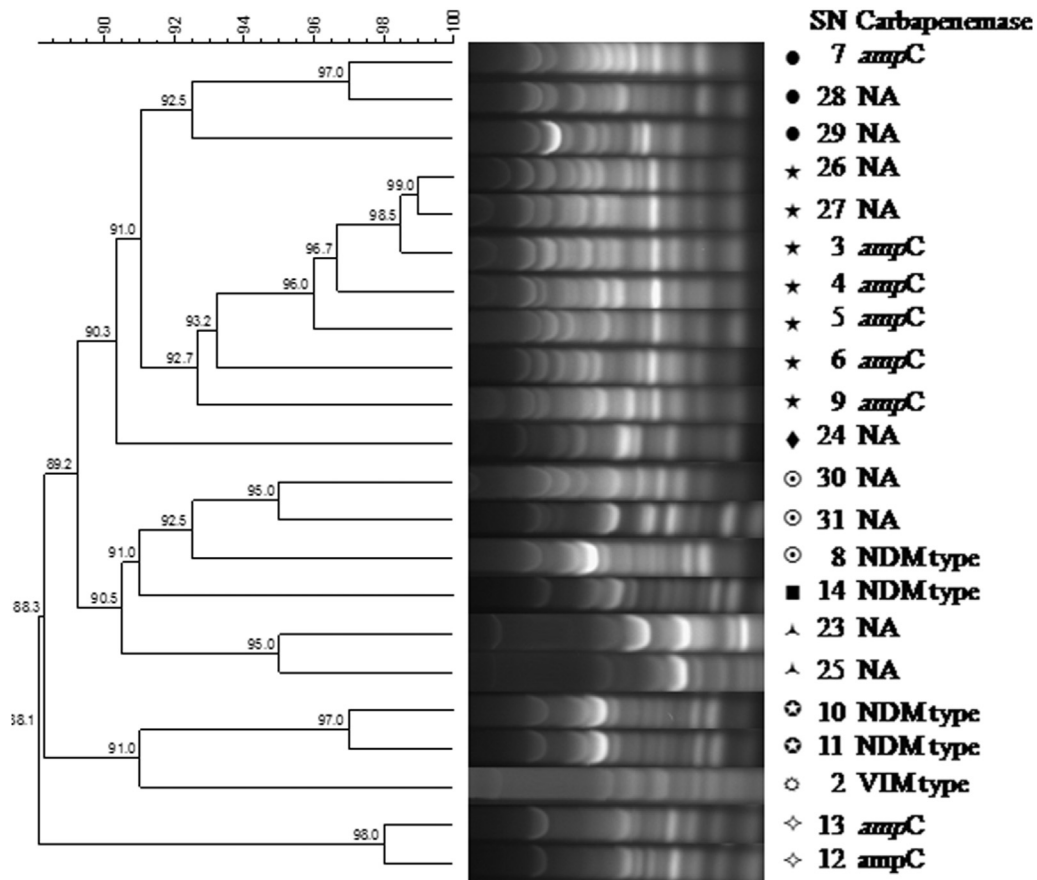 90 92 94 96 98 100
SN Carbapenemase
7 ampC
97.0
92.5
28 NA
29 NA
26 NA
99.0
27 NA
98.5
91.0
3 ampC
96.7
96.0
4 ampC
93.2
5 ampC
90.3
92.7
6 ampC
9 ampC
24 NA
89.2
30 NA
95.0
92.5
31 NA
91.0
8 NDM type
90.5
88.3
14 NDM type
23 NA
95.0
25 NA
10 NDM type
38.1
97.0
91.0
11 NDM type
2 VIM type
13 ampC
98.0
12 ampC